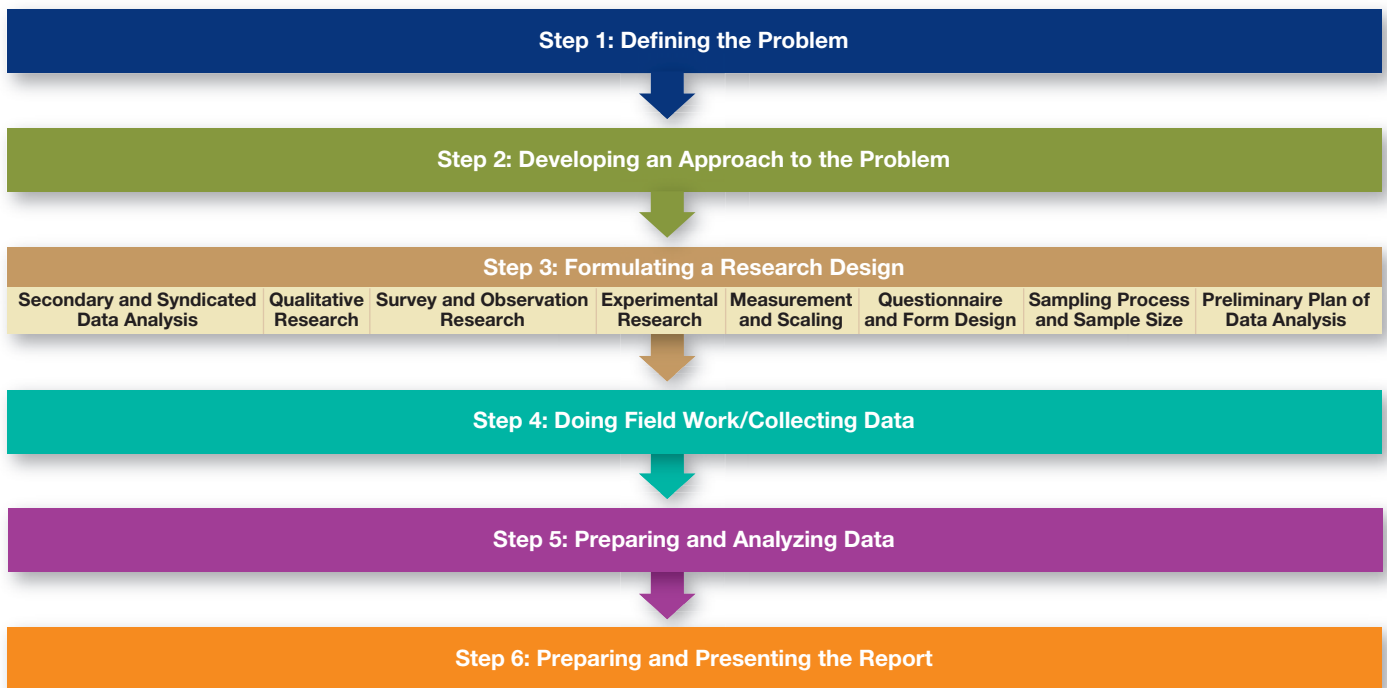 Step 1: Defining the Problem
Step 2: Developing an Approach to the Problem
Step 3: Formulating a Research Design
Secondary and Syndicated
Data Analysis
Qualitative
Research
Survey and Observation
Research
Experimental
Research
Measurement
and Scaling
Questionnaire
and Form Design
Sampling Process
and Sample Size
Preliminary Plan of
Data Analysis
Step 4: Doing Field Work/Collecting Data
Step 5: Preparing and Analyzing Data
Step 6: Preparing and Presenting the Report